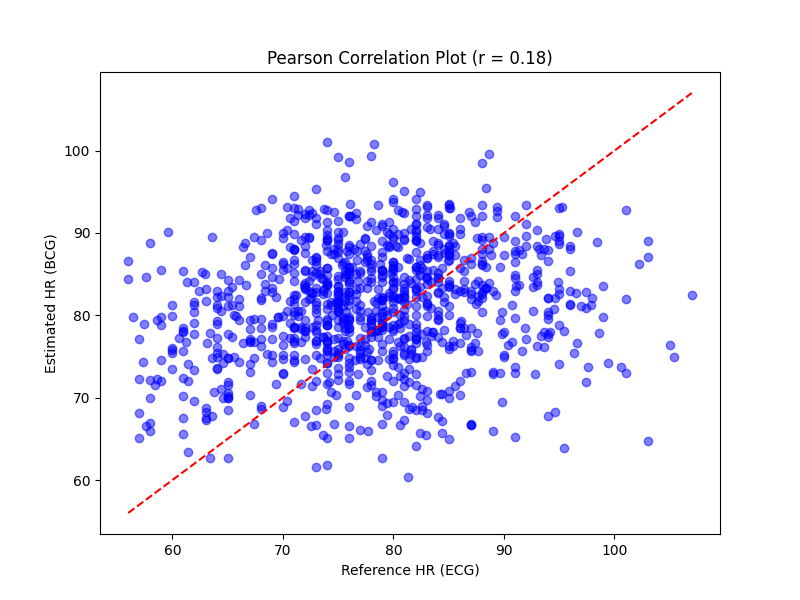 Pearson Correlation Plot (r = 0.18)
Estimated HR (BCG)
100
90
80
70
60
60 70 80 90 100
Reference HR (ECG)